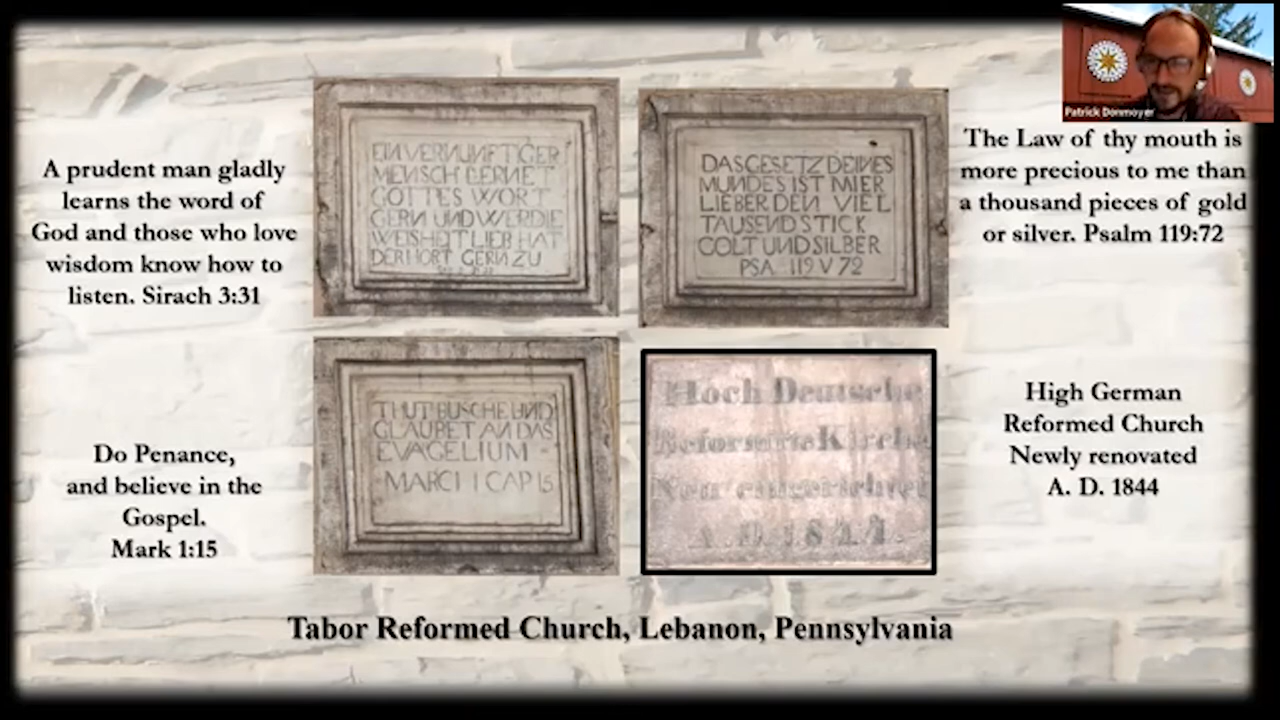 Patrick Donmoyer
A prudent man gladly
learns the word of
God and those who love
wisdom know how to
listen. Sirach 3:31
EIN VERNUNFTIGER
MENSCH LERNET
GOTTES WORT
GERN UND WER DIE
WEISHEIT LIEB HAT
DER HORT GERN ZU
DAS GESETZ DEINES
MUNDES IST MIER
LIEBER DEN VIEL
TAUSEND STICK
GOLT UND SILBER
PSA 119 V 72
The Law of thy mouth is
more precious to me than
a thousand pieces of gold
or silver. Psalm 119:72
Do Penance,
and believe in the
Gospel.
Mark 1:15
THUT BUSCHE UND
GLAUBET AN DAS
EVAGELIUM -
MARCI I CAP 15
Hoch Deutsche
Reformirte Kirche
Neu eingerichtet
A. D. 1844.
High German
Reformed Church
Newly renovated
A. D. 1844
Tabor Reformed Church, Lebanon, Pennsylvania